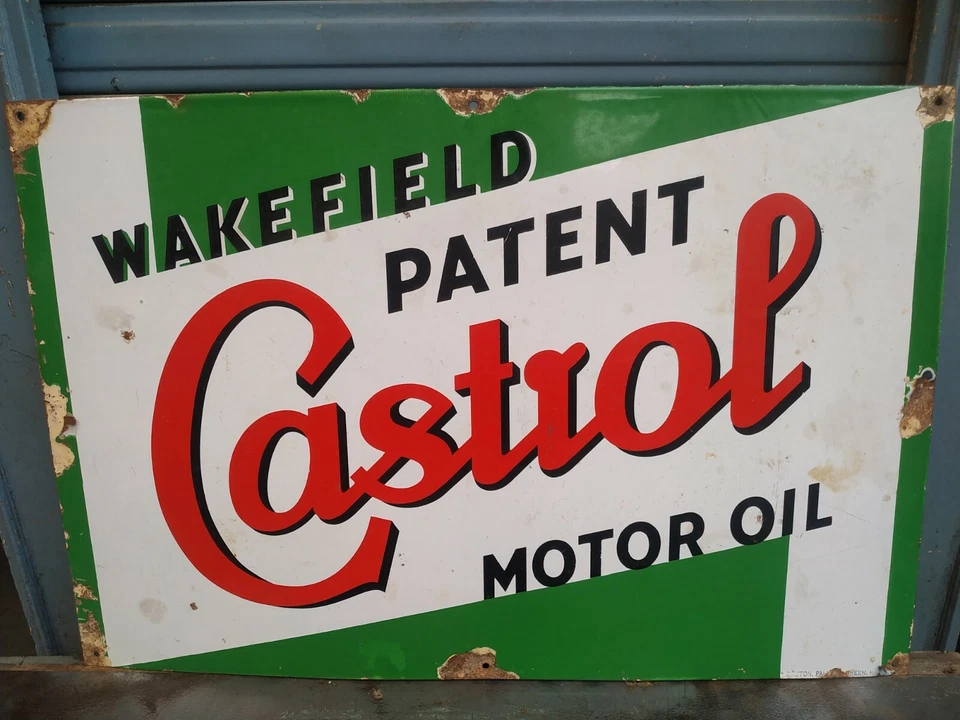 WAKEFIELD
PATENT
Castrol
MOTOR OIL